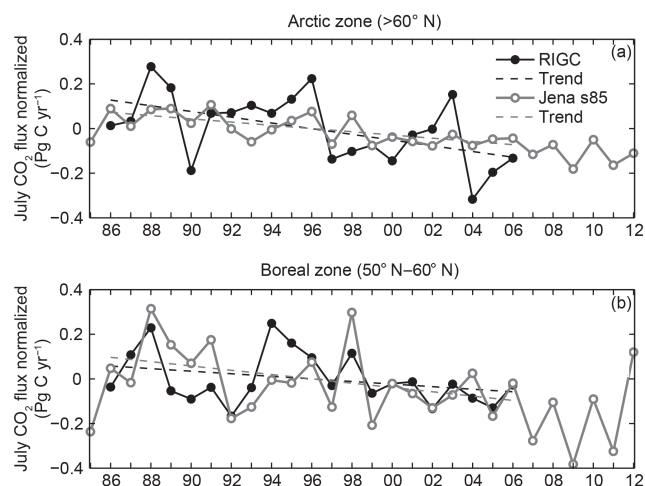 Arctic zone (>60° N)
(a)
July CO₂ flux normalized
(Pg C yr⁻¹)
0.4
0.2
0
−0.2
−0.4
RIGC
Trend
Jena s85
Trend
86 88 90 92 94 96 98 00 02 04 06 08 10 12
Boreal zone (50° N–60° N)
(b)
July CO₂ flux normalized
(Pg C yr⁻¹)
0.4
0.2
0
−0.2
−0.4
86 88 90 92 94 96 98 00 02 04 06 08 10 12